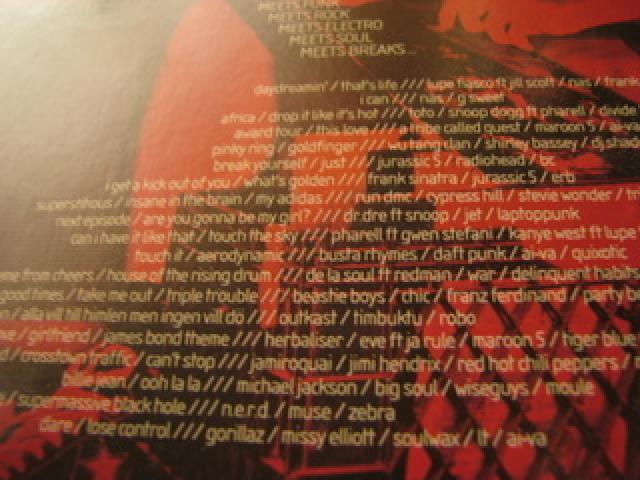 MEETS FUNK
MEETS ROCK
MEETS ELECTRO
MEETS SOUL
MEETS BREAKS ...
daydreamin' / that's life /// lupe fiasco ft jill scott / nas / frank
i can / nas / g sweet
africa / drop it like it's hot /// toto / snoop dogg ft pharell / divide
award tour / this love /// a tribe called quest / maroon 5 / ai-va
pinky ring / goldfinger /// wu tang clan / shirley bassey / dj shado
break yourself / just /// jurassic 5 / radiohead / bc
i get a kick out of you / what's golden /// frank sinatra / jurassic 5 / erb
superstitious / insane in the brain / my adidas /// run dmc / cypress hill / stevie wonder / tr
next episode / are you gonna be my girl? /// dr dre ft snoop / jet / laptoppunk
can i have it like that / touch the sky /// pharell ft gwen stefani / kanye west ft lupe
touch it / aerodynamic /// busta rhymes / daft punk / ai-va / quixotic
me from cheers / house of the rising drum /// de la soul ft redman / war / delinquent habits
good times / take me out / triple trouble /// beastie boys / chic / franz ferdinand / party b
n / alla vill till himlen men ingen vill do /// outkast / timbuktu / robo
ove / girlfriend / james bond theme /// herbaliser / eve ft ja rule / maroon 5 / tiger blue
d / crosstown traffic / can't stop /// jamiroquai / jimi hendrix / red hot chili peppers /
billie jean / ooh la la /// michael jackson / big soul / wiseguys / moule
e / supermassive black hole /// n.e.r.d. / muse / zebra
dare / lose control /// gorillaz / missy elliott / soulwax / lt / ai-va